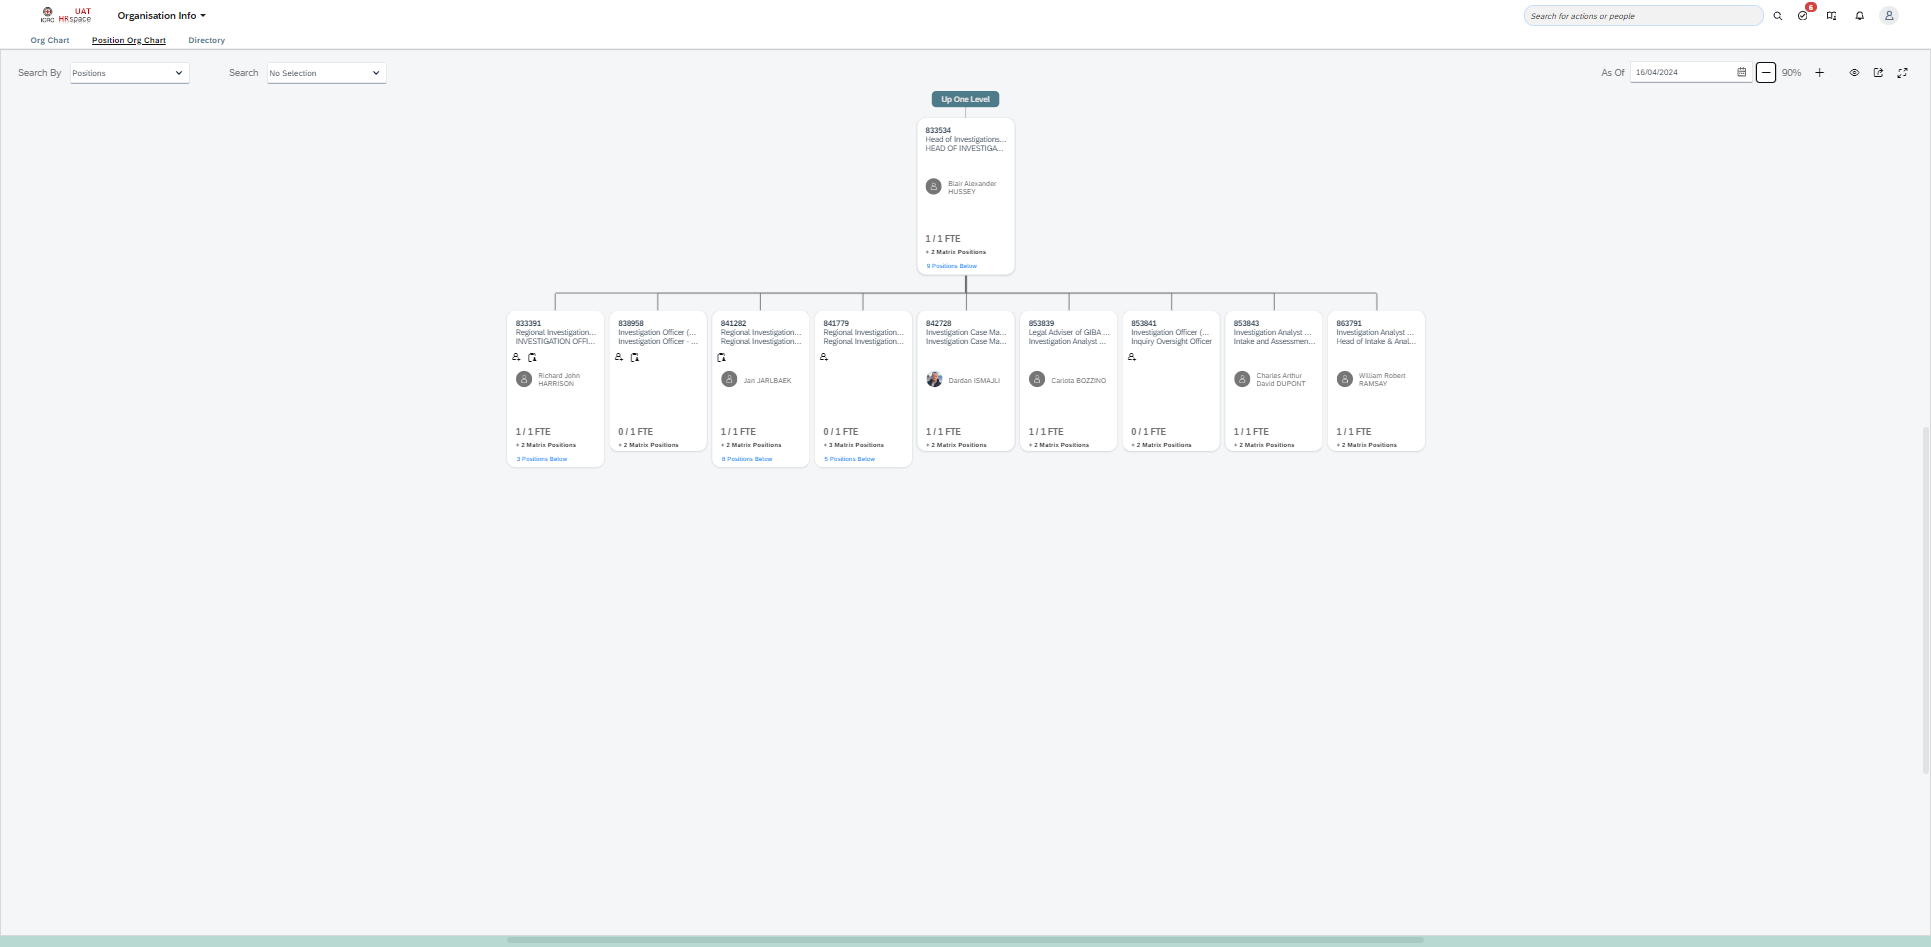 ICRC UAT HRspace Organisation Info Search for actions or people 6
Org Chart Position Org Chart Directory
Search By Positions Search No Selection As Of 16/04/2024 90%
Up One Level
833534
Head of Investigations...
HEAD OF INVESTIGA...
Blair Alexander
HUSSEY
1 / 1 FTE
+ 2 Matrix Positions
9 Positions Below
833391
Regional Investigation...
INVESTIGATION OFFI...
Richard John
HARRISON
1 / 1 FTE
+ 2 Matrix Positions
3 Positions Below
838958
Investigation Officer (...
Investigation Officer - ...
0 / 1 FTE
+ 2 Matrix Positions
841282
Regional Investigation...
Regional Investigation...
Jan JARLBAEK
1 / 1 FTE
+ 2 Matrix Positions
8 Positions Below
841779
Regional Investigation...
Regional Investigation...
0 / 1 FTE
+ 3 Matrix Positions
5 Positions Below
842728
Investigation Case Ma...
Investigation Case Ma...
Dardan ISMAJLI
1 / 1 FTE
+ 2 Matrix Positions
853839
Legal Adviser of GIBA ...
Investigation Analyst ...
Carlota BOZZINO
1 / 1 FTE
+ 2 Matrix Positions
853841
Investigation Officer (...
Inquiry Oversight Officer
0 / 1 FTE
+ 2 Matrix Positions
853843
Investigation Analyst ...
Intake and Assessmen...
Charles Arthur
David DUPONT
1 / 1 FTE
+ 2 Matrix Positions
863791
Investigation Analyst ...
Head of Intake & Anal...
William Robert
RAMSAY
1 / 1 FTE
+ 2 Matrix Positions